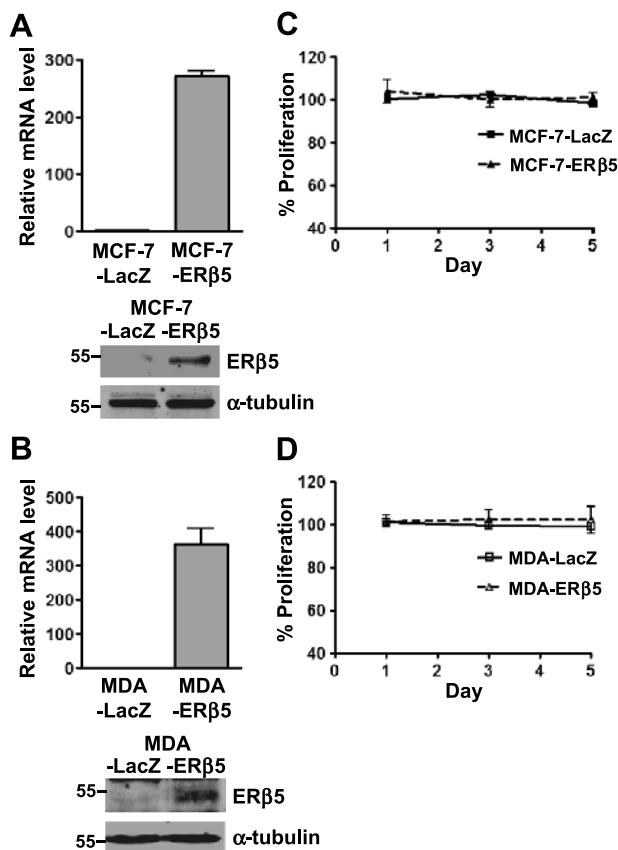 A
Relative mRNA level
300
200
100
0
MCF-7
-LacZ
MCF-7
-ERβ5
MCF-7
-LacZ -ERβ5
55
ERβ5
55
α-tubulin
C
% Proliferation
120
100
80
60
40
MCF-7-LacZ
MCF-7-ERβ5
0 1 2 3 4 5
Day
B
Relative mRNA level
500
400
300
200
100
0
MDA
-LacZ
MDA
-ERβ5
MDA
-LacZ -ERβ5
55
ERβ5
55
α-tubulin
D
% Proliferation
120
100
80
60
40
MDA-LacZ
MDA-ERβ5
0 1 2 3 4 5
Day